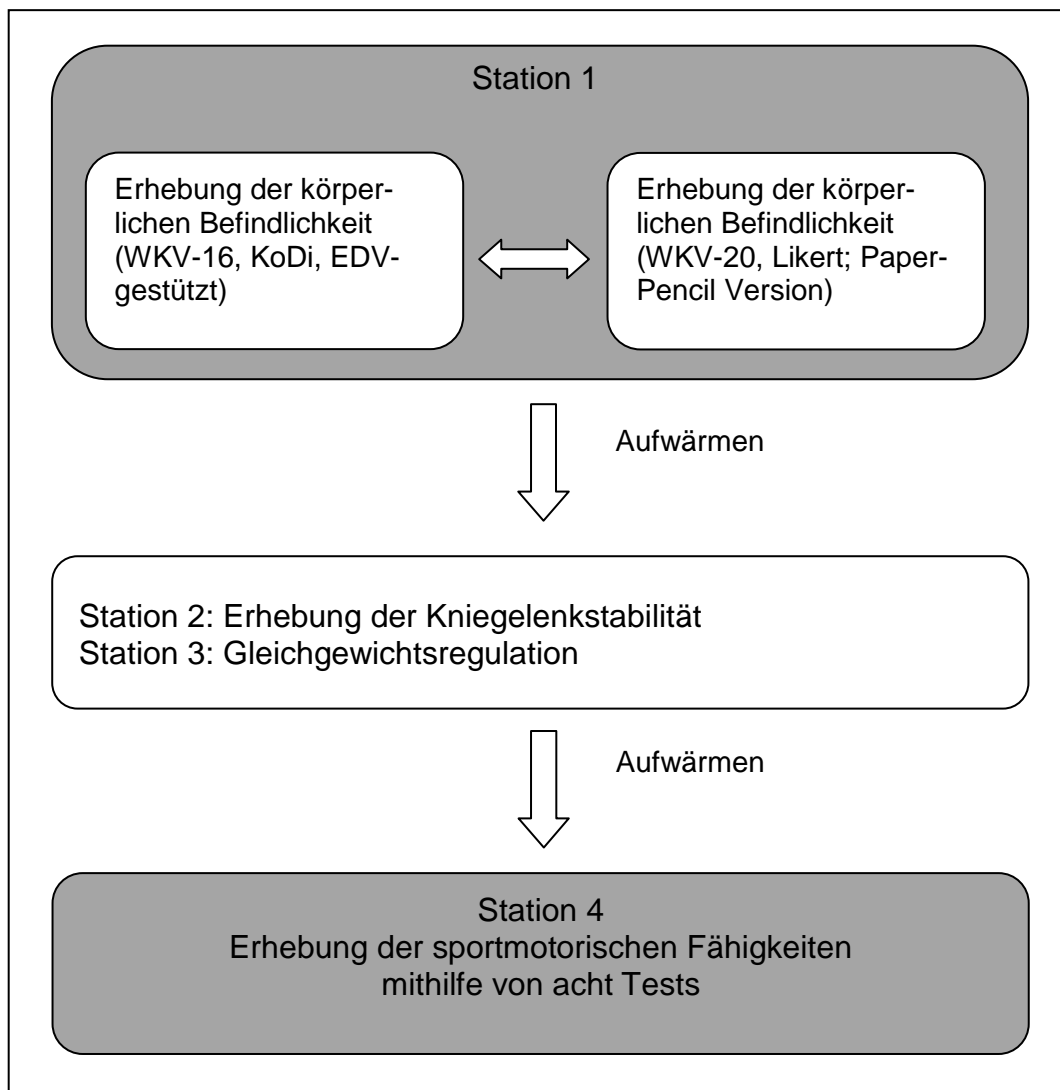 Station 1
Erhebung der körper-
lichen Befindlichkeit
(WKV-16, KoDi, EDV-
gestützt)
Erhebung der körper-
lichen Befindlichkeit
(WKV-20, Likert; Paper-
Pencil Version)
Aufwärmen
Station 2: Erhebung der Kniegelenkstabilität
Station 3: Gleichgewichtsregulation
Aufwärmen
Station 4
Erhebung der sportmotorischen Fähigkeiten
mithilfe von acht Tests